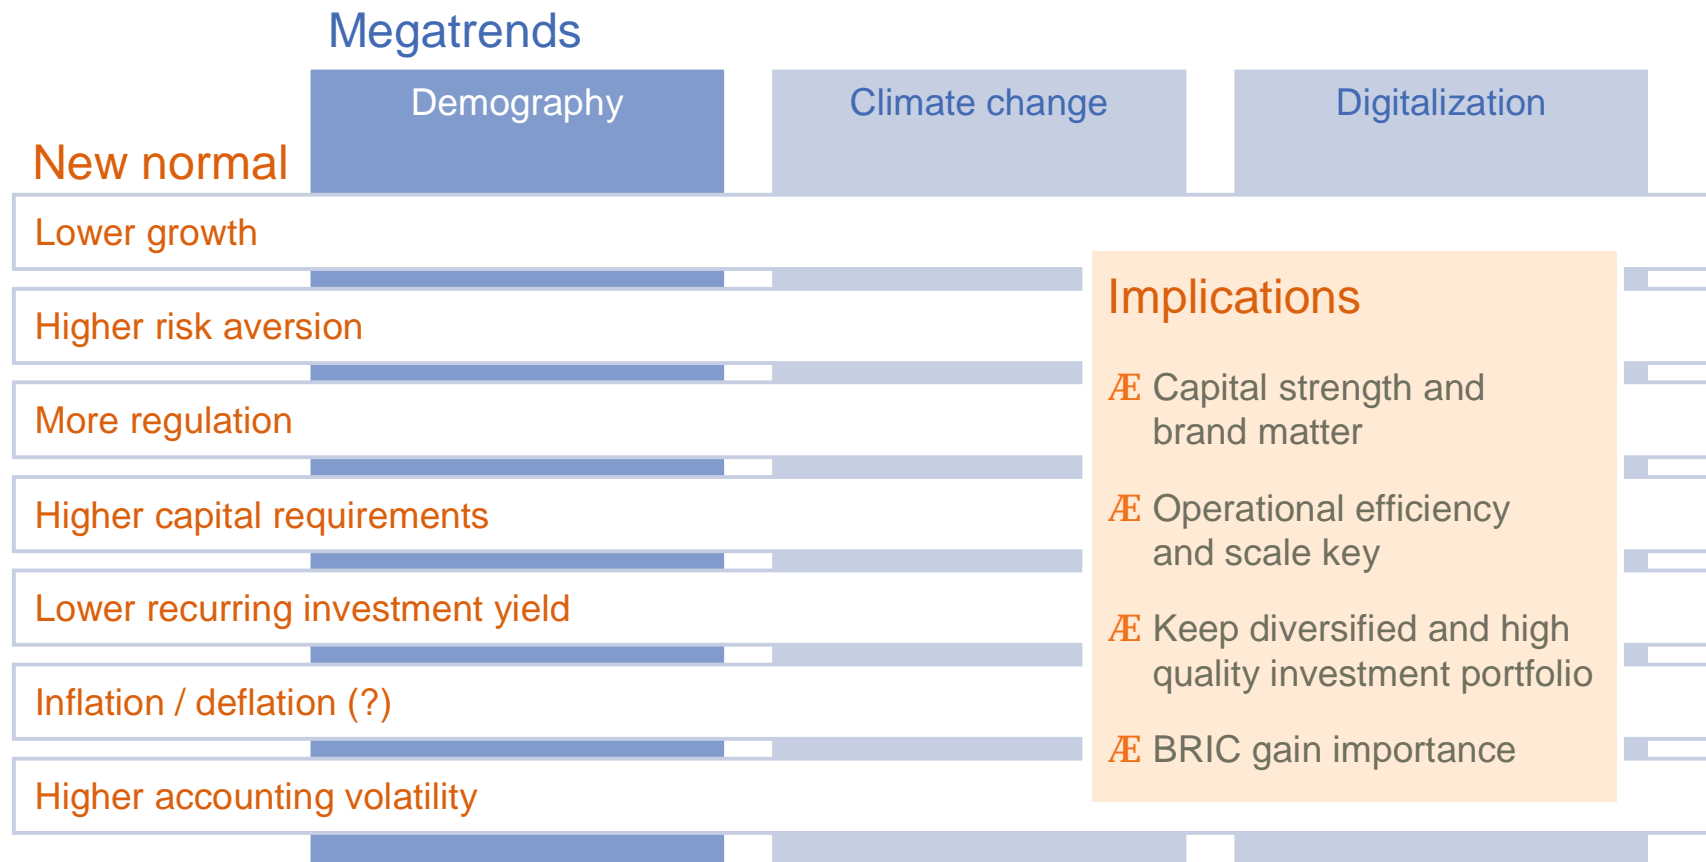 Megatrends
Demography
Climate change
Digitalization
New normal
Lower growth
Higher risk aversion
More regulation
Higher capital requirements
Lower recurring investment yield
Inflation / deflation (?)
Higher accounting volatility
Implications
Æ Capital strength and
brand matter
Æ Operational efficiency
and scale key
Æ Keep diversified and high
quality investment portfolio
Æ BRIC gain importance